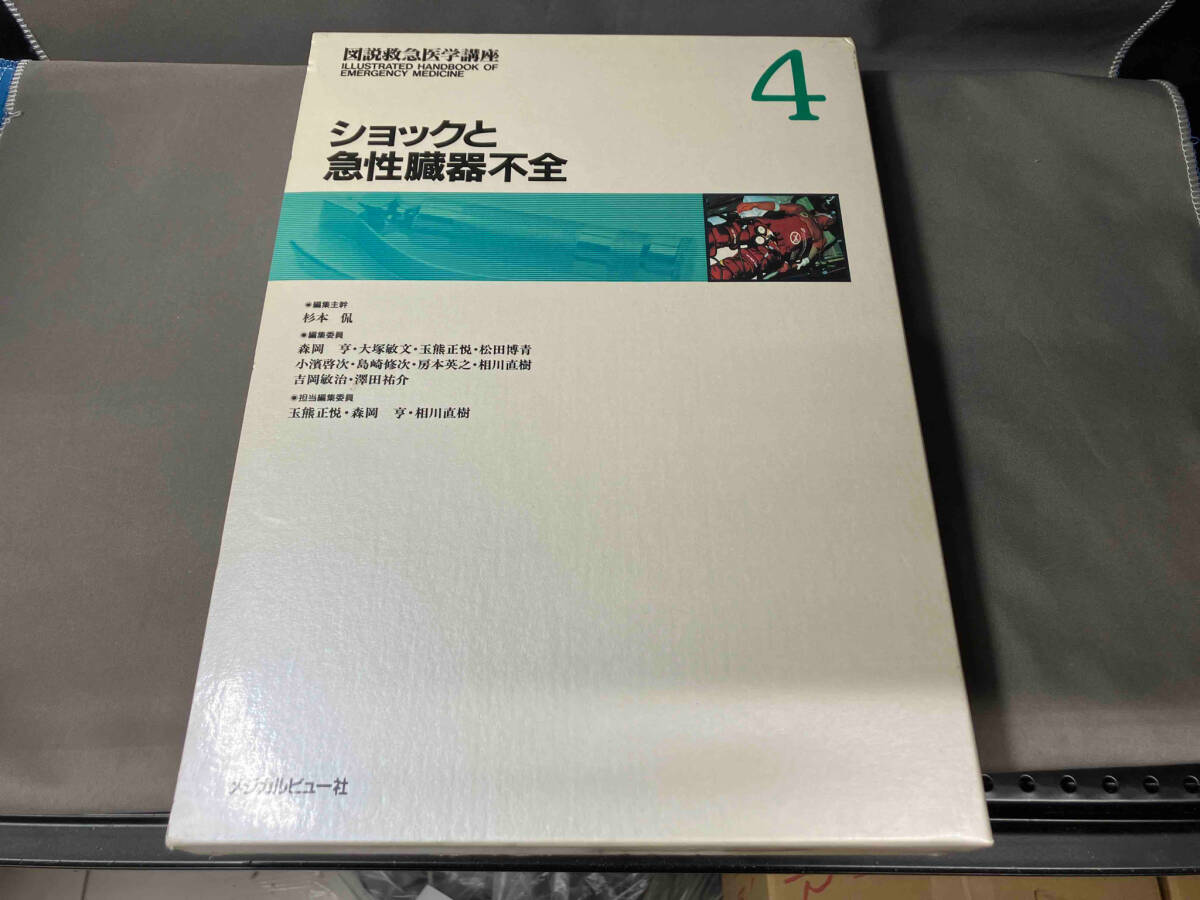 図説救急医学講座
ILLUSTRATED HANDBOOK OF
EMERGENCY MEDICINE
4
ショックと
急性臓器不全
◉編集主幹
杉本 侃
◉編集委員
森岡 亨・大塚敏文・玉熊正悦・松田博青
小濱啓次・島崎修次・房本英之・相川直樹
吉岡敏治・澤田祐介
◉担当編集委員
玉熊正悦・森岡 亨・相川直樹
メジカルビュー社